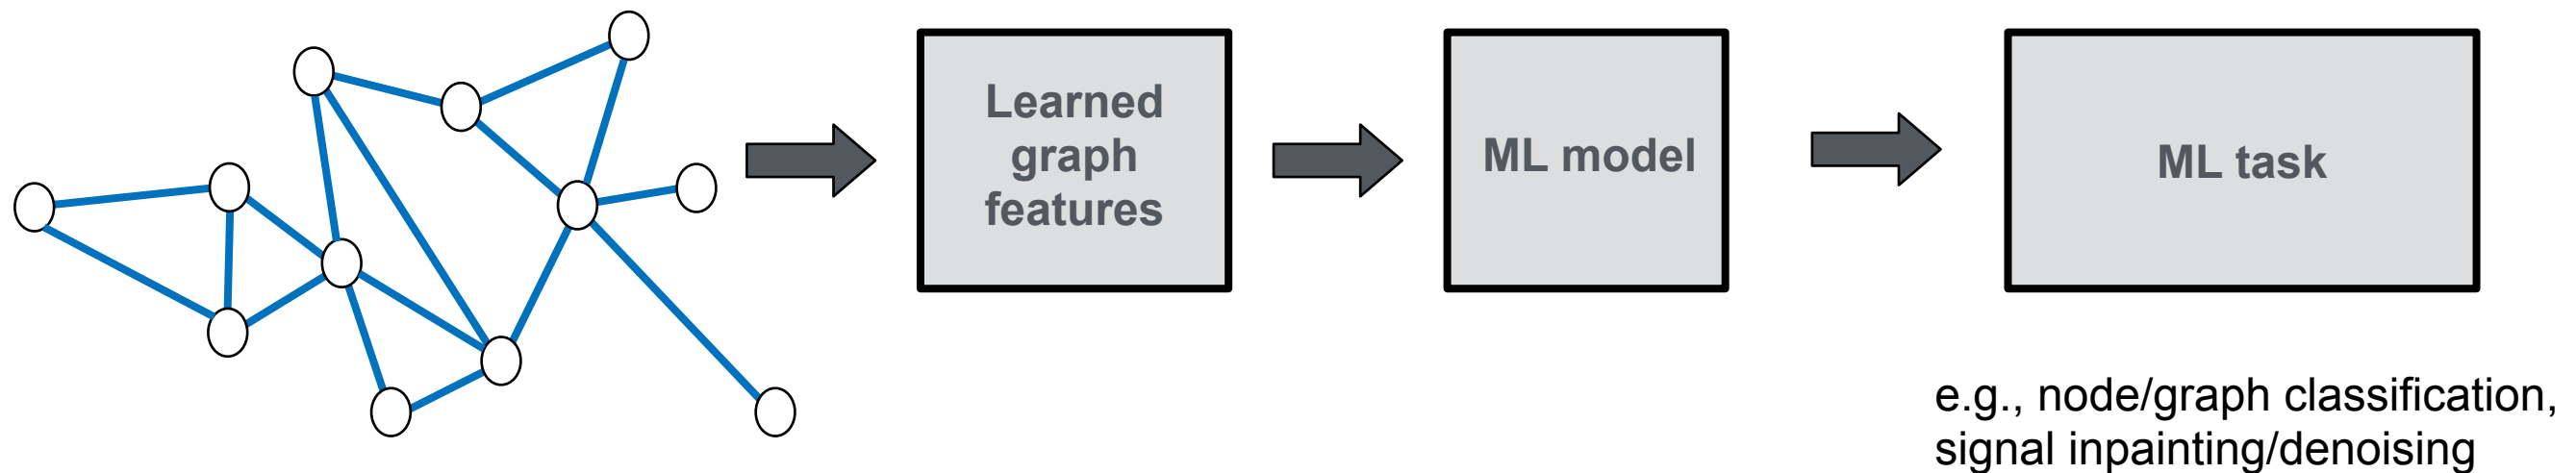 Learned
graph
features
ML model
ML task
e.g., node/graph classification,
signal inpainting/denoising